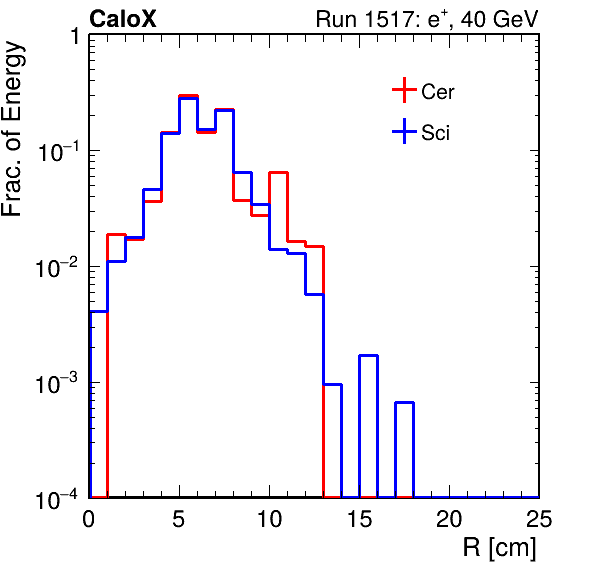 CaloX Run 1517: e⁺, 40 GeV
Frac. of Energy
1
10⁻¹
10⁻²
10⁻³
10⁻⁴
Cer
Sci
0 5 10 15 20 25
R [cm]